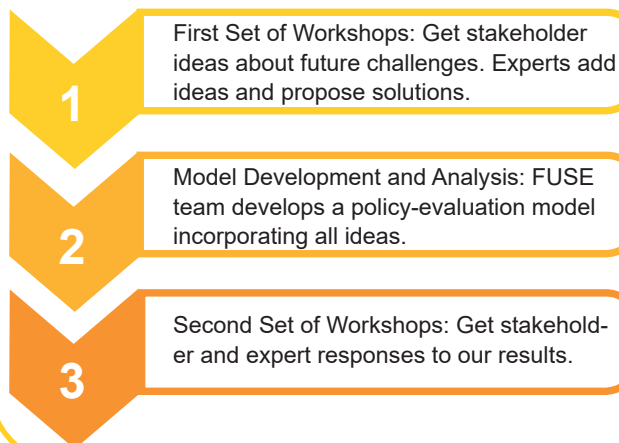 1
First Set of Workshops: Get stakeholder
ideas about future challenges. Experts add
ideas and propose solutions.
2
Model Development and Analysis: FUSE
team develops a policy-evaluation model
incorporating all ideas.
3
Second Set of Workshops: Get stakehold-
er and expert responses to our results.